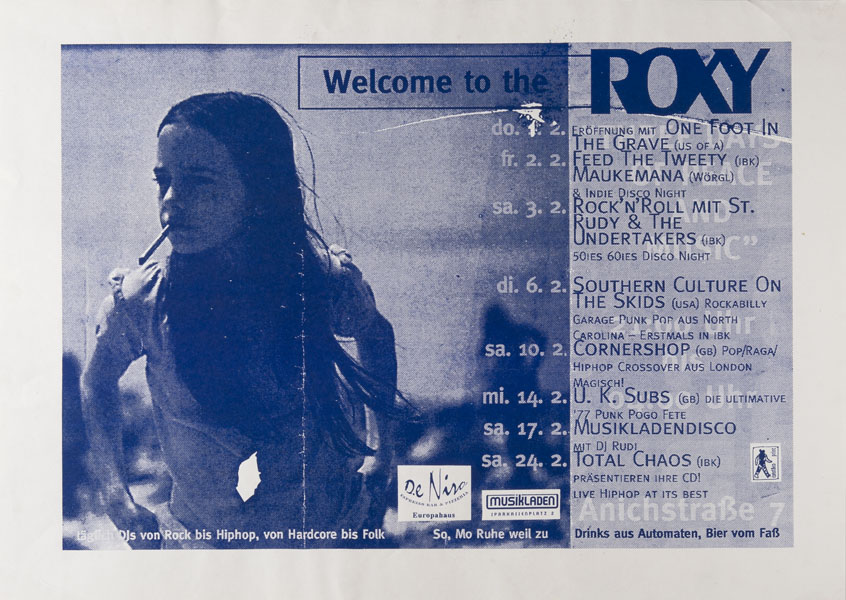 Welcome to the ROXY
do. 1. 2. ERÖFFNUNG MIT ONE FOOT IN
THE GRAVE (US OF A)
fr. 2. 2. FEED THE TWEETY (IBK)
MAUKEMANA (WÖRGL)
& INDIE DISCO NIGHT
sa. 3. 2. ROCK'N'ROLL MIT ST.
RUDY & THE
UNDERTAKERS (IBK)
50IES 60IES DISCO NIGHT
di. 6. 2. SOUTHERN CULTURE ON
THE SKIDS (USA) ROCKABILLY
GARAGE PUNK POP AUS NORTH
CAROLINA - ERSTMALS IN IBK
sa. 10. 2. CORNERSHOP (GB) POP/RAGA/
HIPHOP CROSSOVER AUS LONDON
MAGISCH!
mi. 14. 2. U. K. SUBS (GB) DIE ULTIMATIVE
'77 PUNK POGO FETE
sa. 17. 2. MUSIKLADENDISCO
MIT DJ RUDI
sa. 24. 2. TOTAL CHAOS (IBK)
PRÄSENTIEREN IHRE CD!
LIVE HIPHOP AT ITS BEST
AND
MUSIC"
Uhr
Uhr
Anichstraße
De Niro
Europahaus
MUSIKLADEN
täglich DJs von Rock bis Hiphop, von Hardcore bis Folk
So, Mo Ruhe weil zu
Drinks aus Automaten, Bier vom Faß